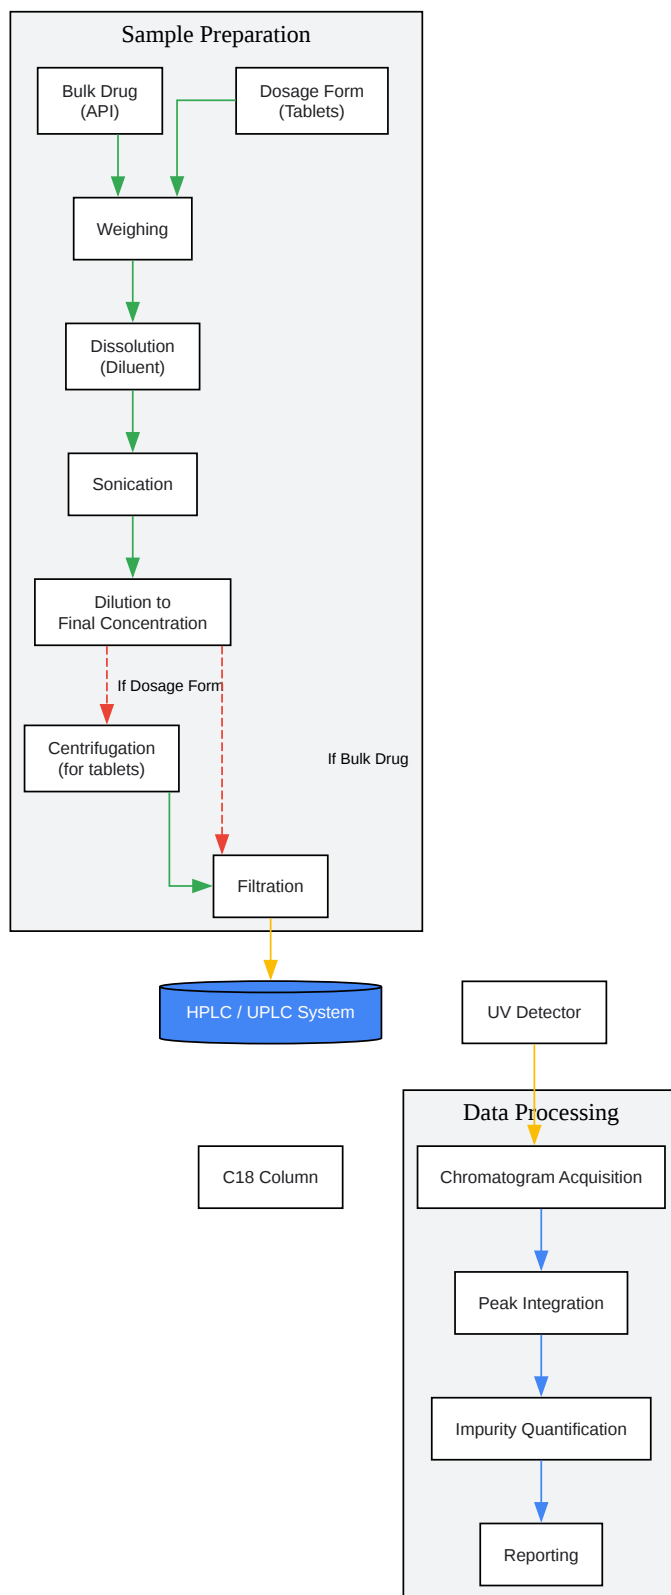 Sample Preparation
Bulk Drug
(API)
Dosage Form
(Tablets)
Weighing
Dissolution
(Diluent)
Sonication
Dilution to
Final Concentration
If Dosage Form
Centrifugation
(for tablets)
If Bulk Drug
Filtration
HPLC / UPLC System
UV Detector
Data Processing
C18 Column
Chromatogram Acquisition
Peak Integration
Impurity Quantification
Reporting